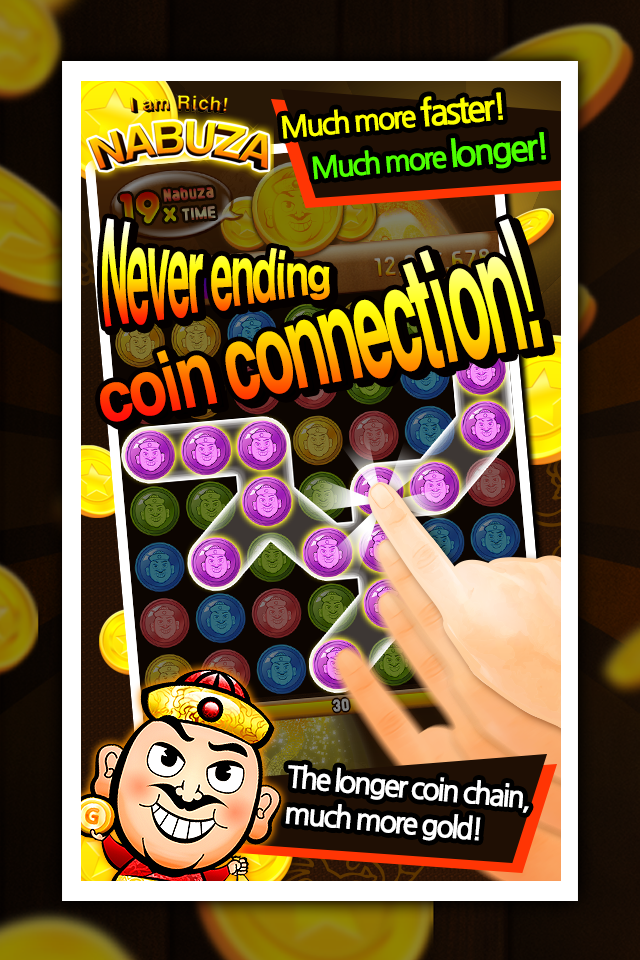 I am Rich!
NABUZA
Much more faster!
Much more longer!
19 Nabuza
x TIME
Never ending
coin connection!
30
G
The longer coin chain,
much more gold!